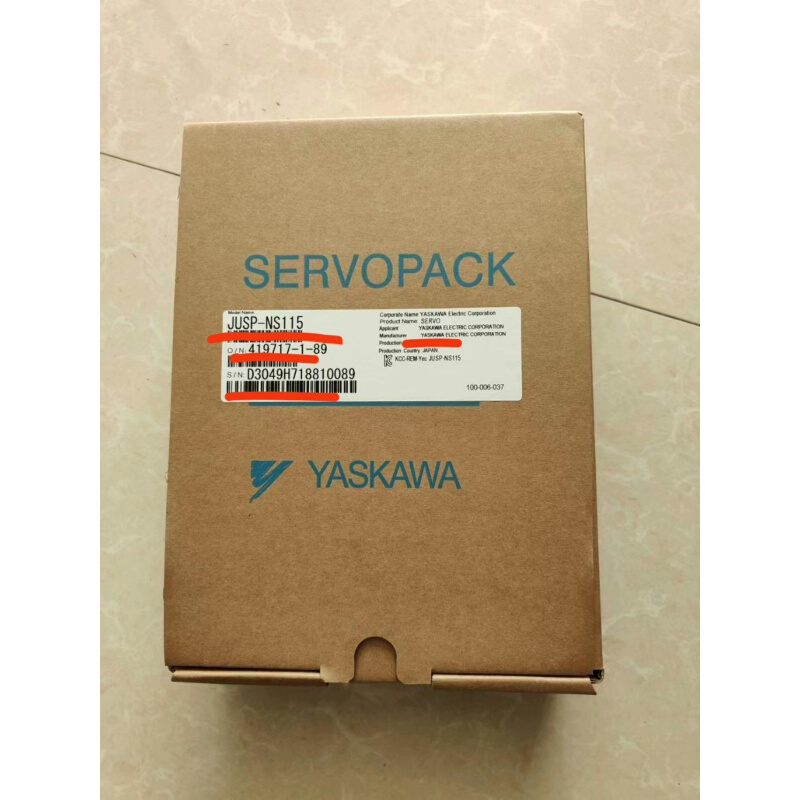 SERVOPACK
Model Name
JUSP-NS115
O/N: 419717-1-89
S/N: D3049H718810089
Corporate Name YASKAWA Electric Corporation
Product Name SERVO
Applicant YASKAWA ELECTRIC CORPORATION
Manufacturer YASKAWA ELECTRIC CORPORATION
Production
Production Country JAPAN
KCC-REM-Yec JUSP-NS115
100-006-037
YASKAWA